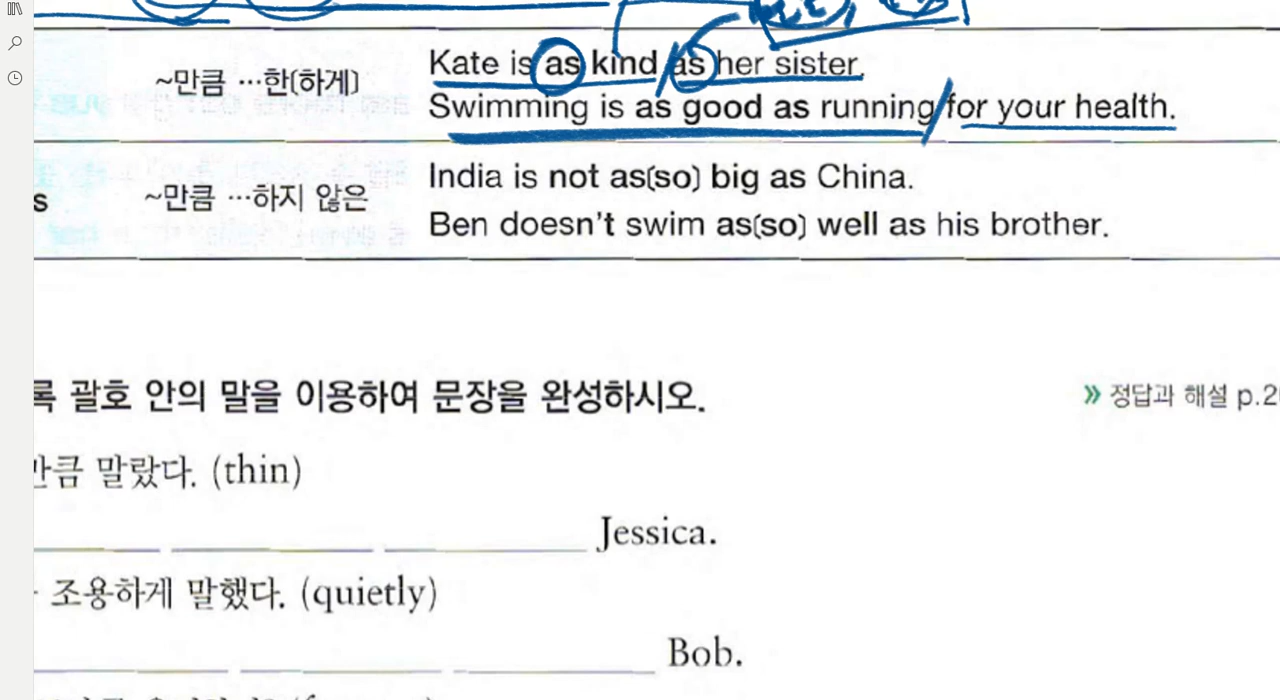 ~만큼 …한(하게)
Kate is as kind as her sister.
Swimming is as good as running for your health.
~만큼 …하지 않은
India is not as(so) big as China.
Ben doesn't swim as(so) well as his brother.
괄호 안의 말을 이용하여 문장을 완성하시오.
» 정답과 해설
말랐다. (thin)
Jessica.
조용하게 말했다. (quietly)
Bob.